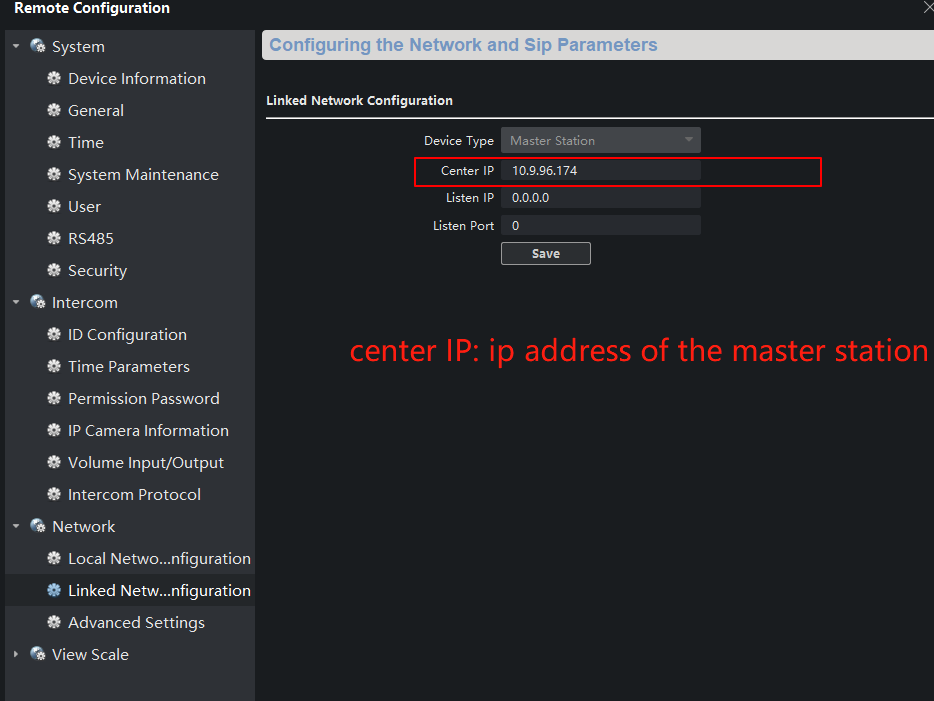 Remote Configuration
System
Device Information
General
Time
System Maintenance
User
RS485
Security
Intercom
ID Configuration
Time Parameters
Permission Password
IP Camera Information
Volume Input/Output
Intercom Protocol
Network
Local Netwo...nfiguration
Linked Netw...nfiguration
Advanced Settings
View Scale
Configuring the Network and Sip Parameters
Linked Network Configuration
Device Type Master Station
Center IP 10.9.96.174
Listen IP 0.0.0.0
Listen Port 0
Save
center IP: ip address of the master station